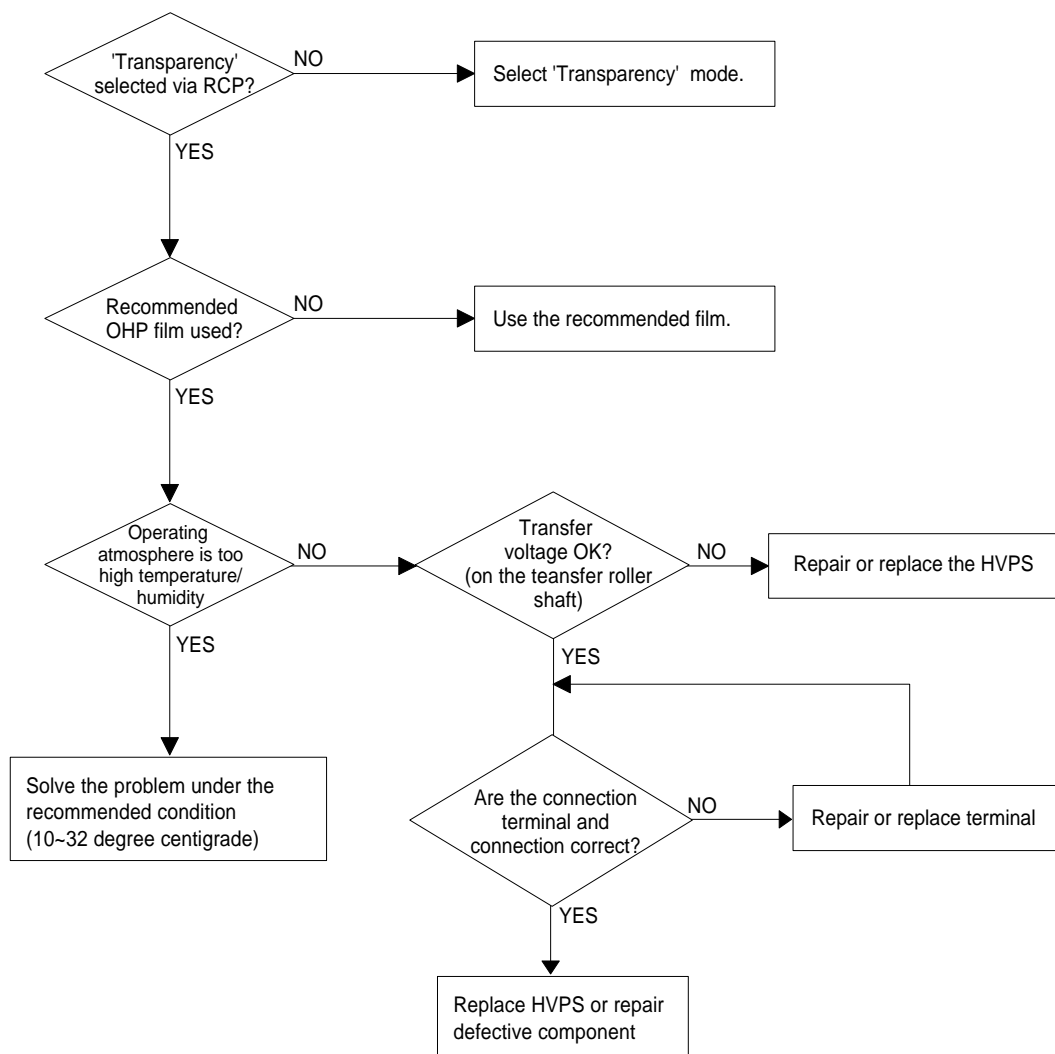 'Transparency'
selected via RCP?
NO
Select 'Transparency' mode.
YES
Recommended
OHP film used?
NO
Use the recommended film.
YES
Operating
atmosphere is too
high temperature/
humidity
NO
Transfer
voltage OK?
(on the teansfer roller
shaft)
NO
Repair or replace the HVPS
YES
YES
Solve the problem under the
recommended condition
(10~32 degree centigrade)
Are the connection
terminal and
connection correct?
NO
Repair or replace terminal
YES
Replace HVPS or repair
defective component